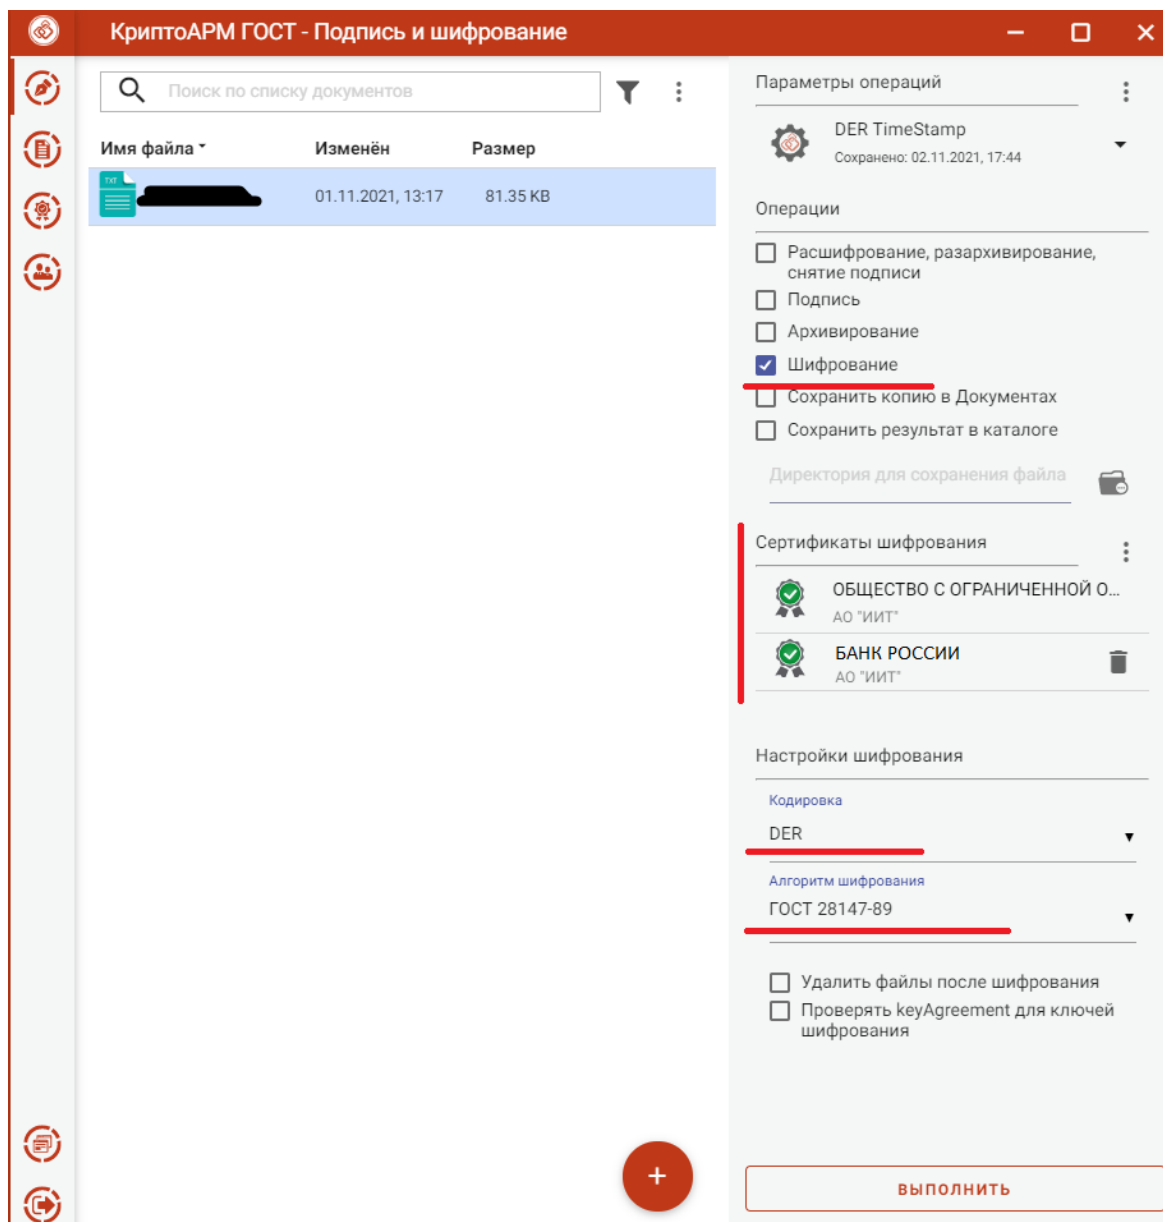 КриптоАРМ ГОСТ - Подпись и шифрование
Поиск по списку документов
Имя файла
Изменён
Размер
TXT
01.11.2021, 13:17
81.35 KB
Параметры операций
DER TimeStamp
Сохранено: 02.11.2021, 17:44
Операции
Расшифрование, разархивирование,
снятие подписи
Подпись
Архивирование
Шифрование
Сохранить копию в Документах
Сохранить результат в каталоге
Директория для сохранения файла
Сертификаты шифрования
ОБЩЕСТВО С ОГРАНИЧЕННОЙ О...
АО "ИИТ"
БАНК РОССИИ
АО "ИИТ"
Настройки шифрования
Кодировка
DER
Алгоритм шифрования
ГОСТ 28147-89
Удалить файлы после шифрования
Проверять keyAgreement для ключей
шифрования
+
ВЫПОЛНИТЬ